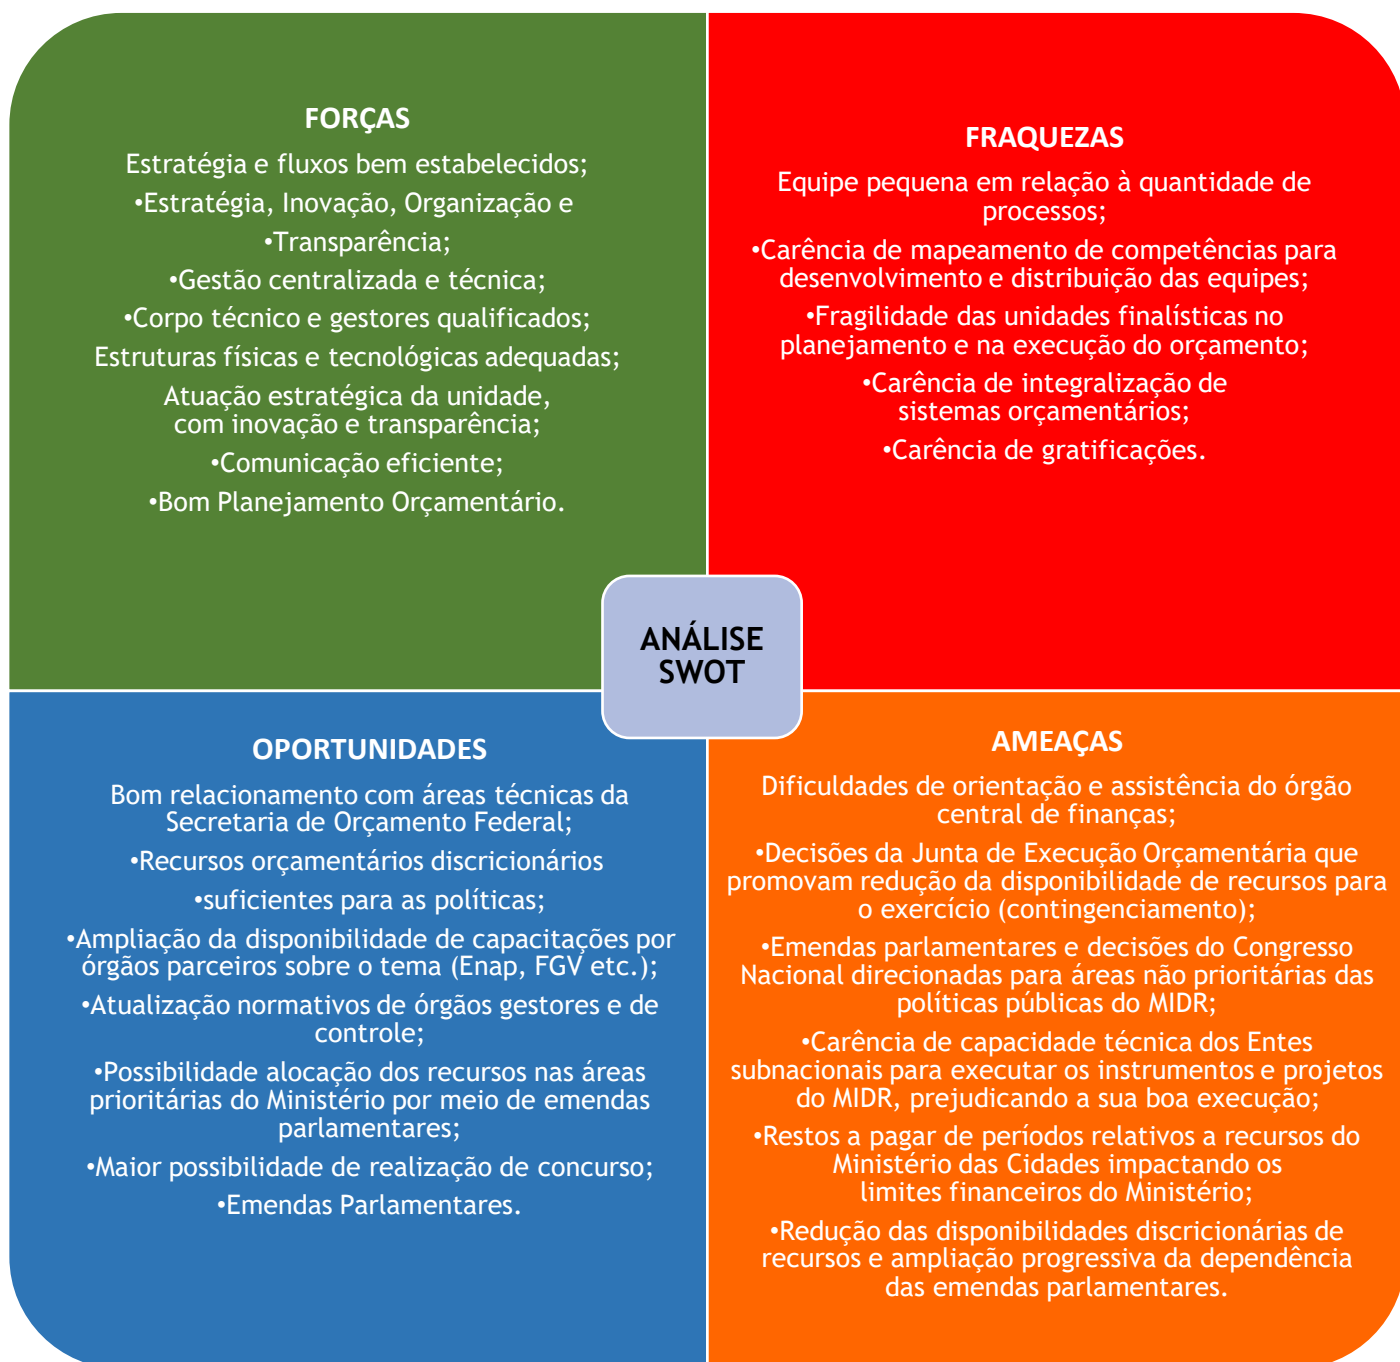 FORÇAS
Estratégia e fluxos bem estabelecidos;
•Estratégia, Inovação, Organização e
•Transparência;
•Gestão centralizada e técnica;
•Corpo técnico e gestores qualificados;
Estruturas físicas e tecnológicas adequadas;
Atuação estratégica da unidade,
com inovação e transparência;
•Comunicação eficiente;
•Bom Planejamento Orçamentário.
FRAQUEZAS
Equipe pequena em relação à quantidade de
processos;
•Carência de mapeamento de competências para
desenvolvimento e distribuição das equipes;
•Fragilidade das unidades finalísticas no
planejamento e na execução do orçamento;
•Carência de integralização de
sistemas orçamentários;
•Carência de gratificações.
ANÁLISE
SWOT
OPORTUNIDADES
Bom relacionamento com áreas técnicas da
Secretaria de Orçamento Federal;
•Recursos orçamentários discricionários
•suficientes para as políticas;
•Ampliação da disponibilidade de capacitações por
órgãos parceiros sobre o tema (Enap, FGV etc.);
•Atualização normativos de órgãos gestores e de
controle;
•Possibilidade alocação dos recursos nas áreas
prioritárias do Ministério por meio de emendas
parlamentares;
•Maior possibilidade de realização de concurso;
•Emendas Parlamentares.
AMEAÇAS
Dificuldades de orientação e assistência do órgão
central de finanças;
•Decisões da Junta de Execução Orçamentária que
promovam redução da disponibilidade de recursos para
o exercício (contingenciamento);
•Emendas parlamentares e decisões do Congresso
Nacional direcionadas para áreas não prioritárias das
políticas públicas do MIDR;
•Carência de capacidade técnica dos Entes
subnacionais para executar os instrumentos e projetos
do MIDR, prejudicando a sua boa execução;
•Restos a pagar de períodos relativos a recursos do
Ministério das Cidades impactando os
limites financeiros do Ministério;
•Redução das disponibilidades discricionárias de
recursos e ampliação progressiva da dependência
das emendas parlamentares.